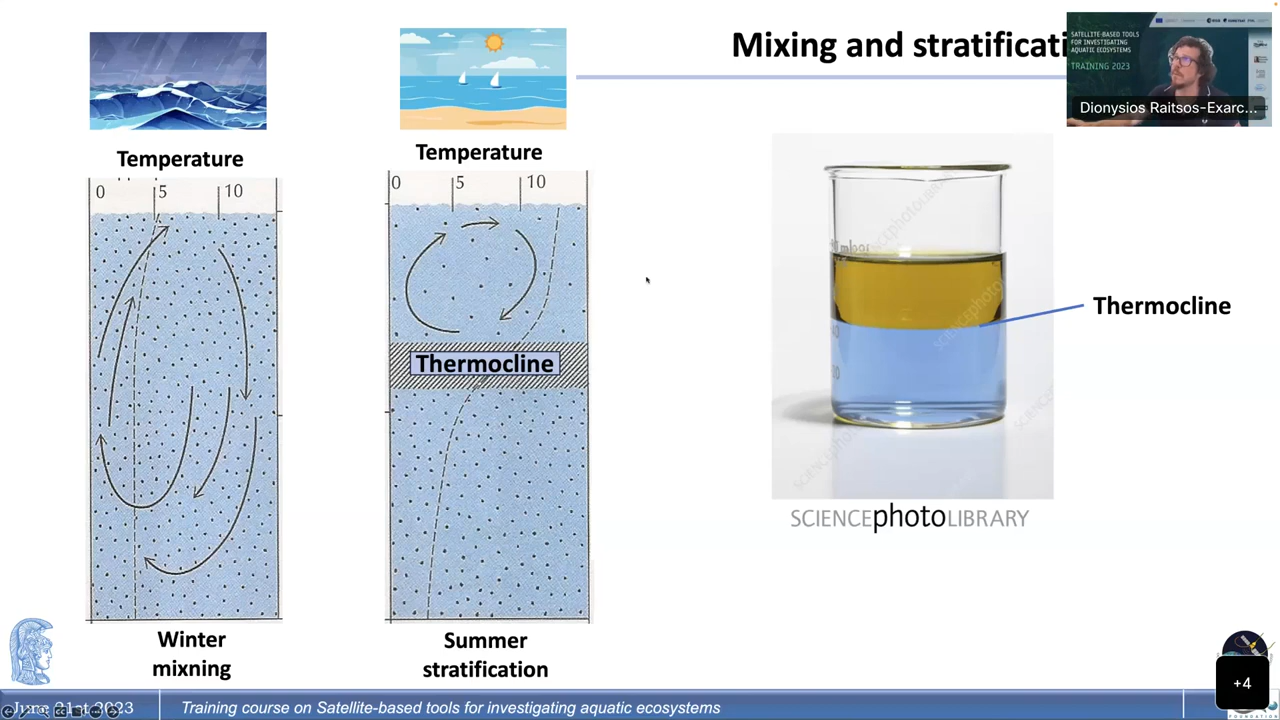 Mixing and stratificati
SATELLITE-BASED TOOLS
FOR INVESTIGATING
AQUATIC ECOSYSTEMS
TRAINING 2023
Dionysios Raitsos-Exarc...
Temperature
0 5 10
Winter
mixning
Temperature
0 5 10
Thermocline
Summer
stratification
Thermocline
SCIENCEphotoLIBRARY
+4
June 21st 2023
Training course on Satellite-based tools for investigating aquatic ecosystems